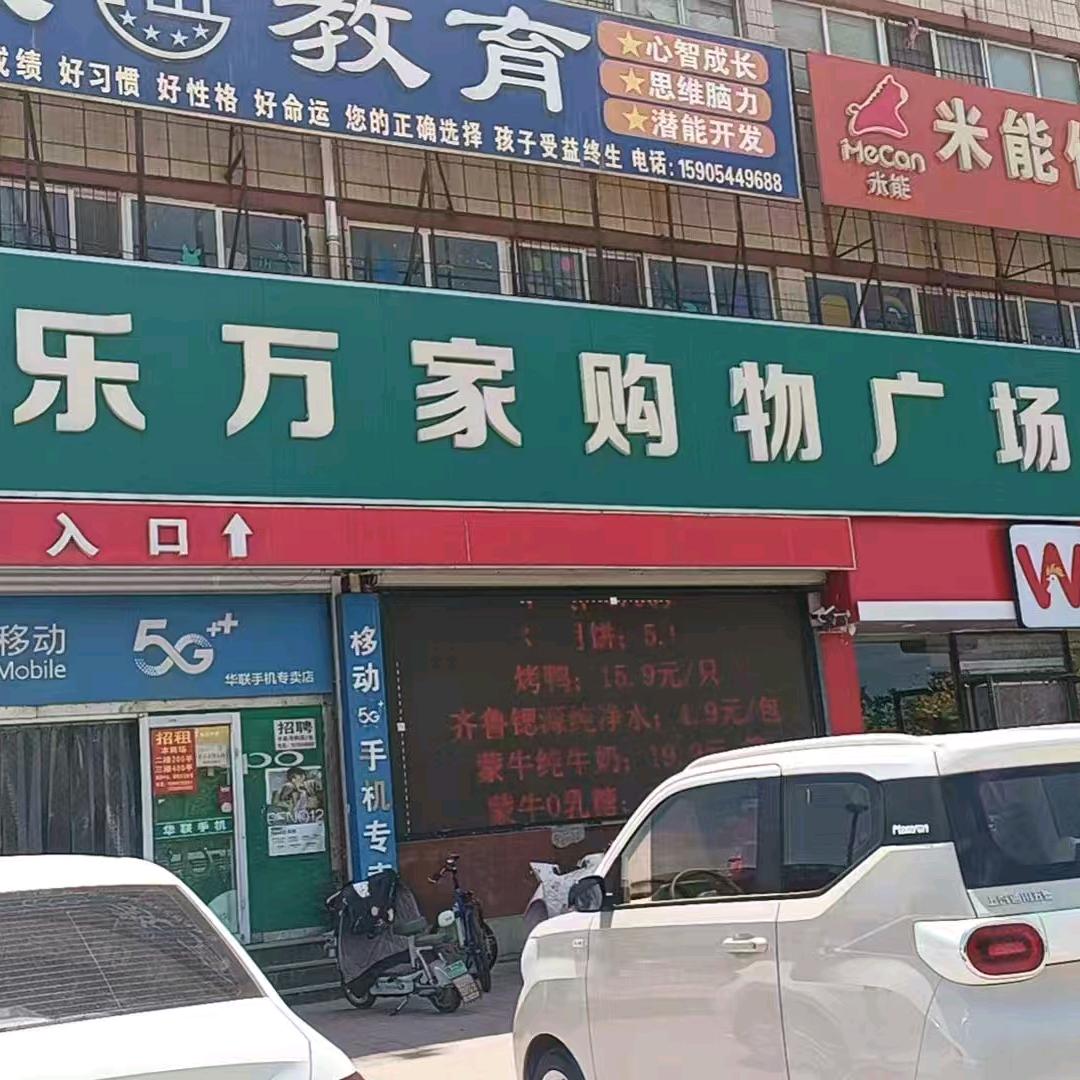 教育
心智成长
思维脑力
潜能开发
成绩 好习惯 好性格 好命运 您的正确选择 孩子受益终生 电话:15905449688
MeCan
米能
米能
乐万家购物广场
入口
移动
Mobile
5G++
华联手机专卖店
移动
5G+
手机专
招租
招聘
华联手机
饼: 5.
烤鸭: 15.9元/只
齐鲁锶源纯净水: 4.9元/包
蒙牛纯牛奶: 19.
蒙牛0乳糖: